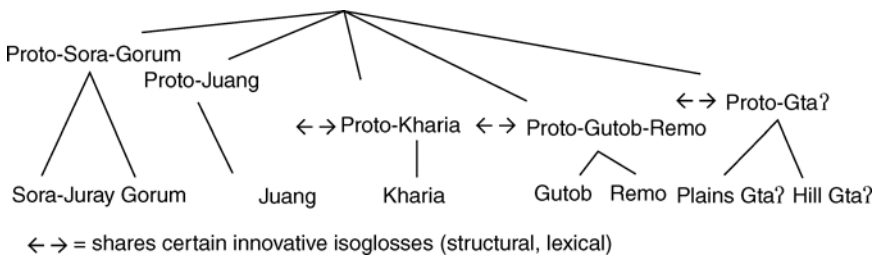 Proto-Sora-Gorum
Proto-Juang
←→ Proto-Gtaʔ
←→ Proto-Kharia ←→ Proto-Gutob-Remo
Sora-Juray Gorum Juang Kharia Gutob Remo Plains Gtaʔ Hill Gtaʔ
←→ = shares certain innovative isoglosses (structural, lexical)